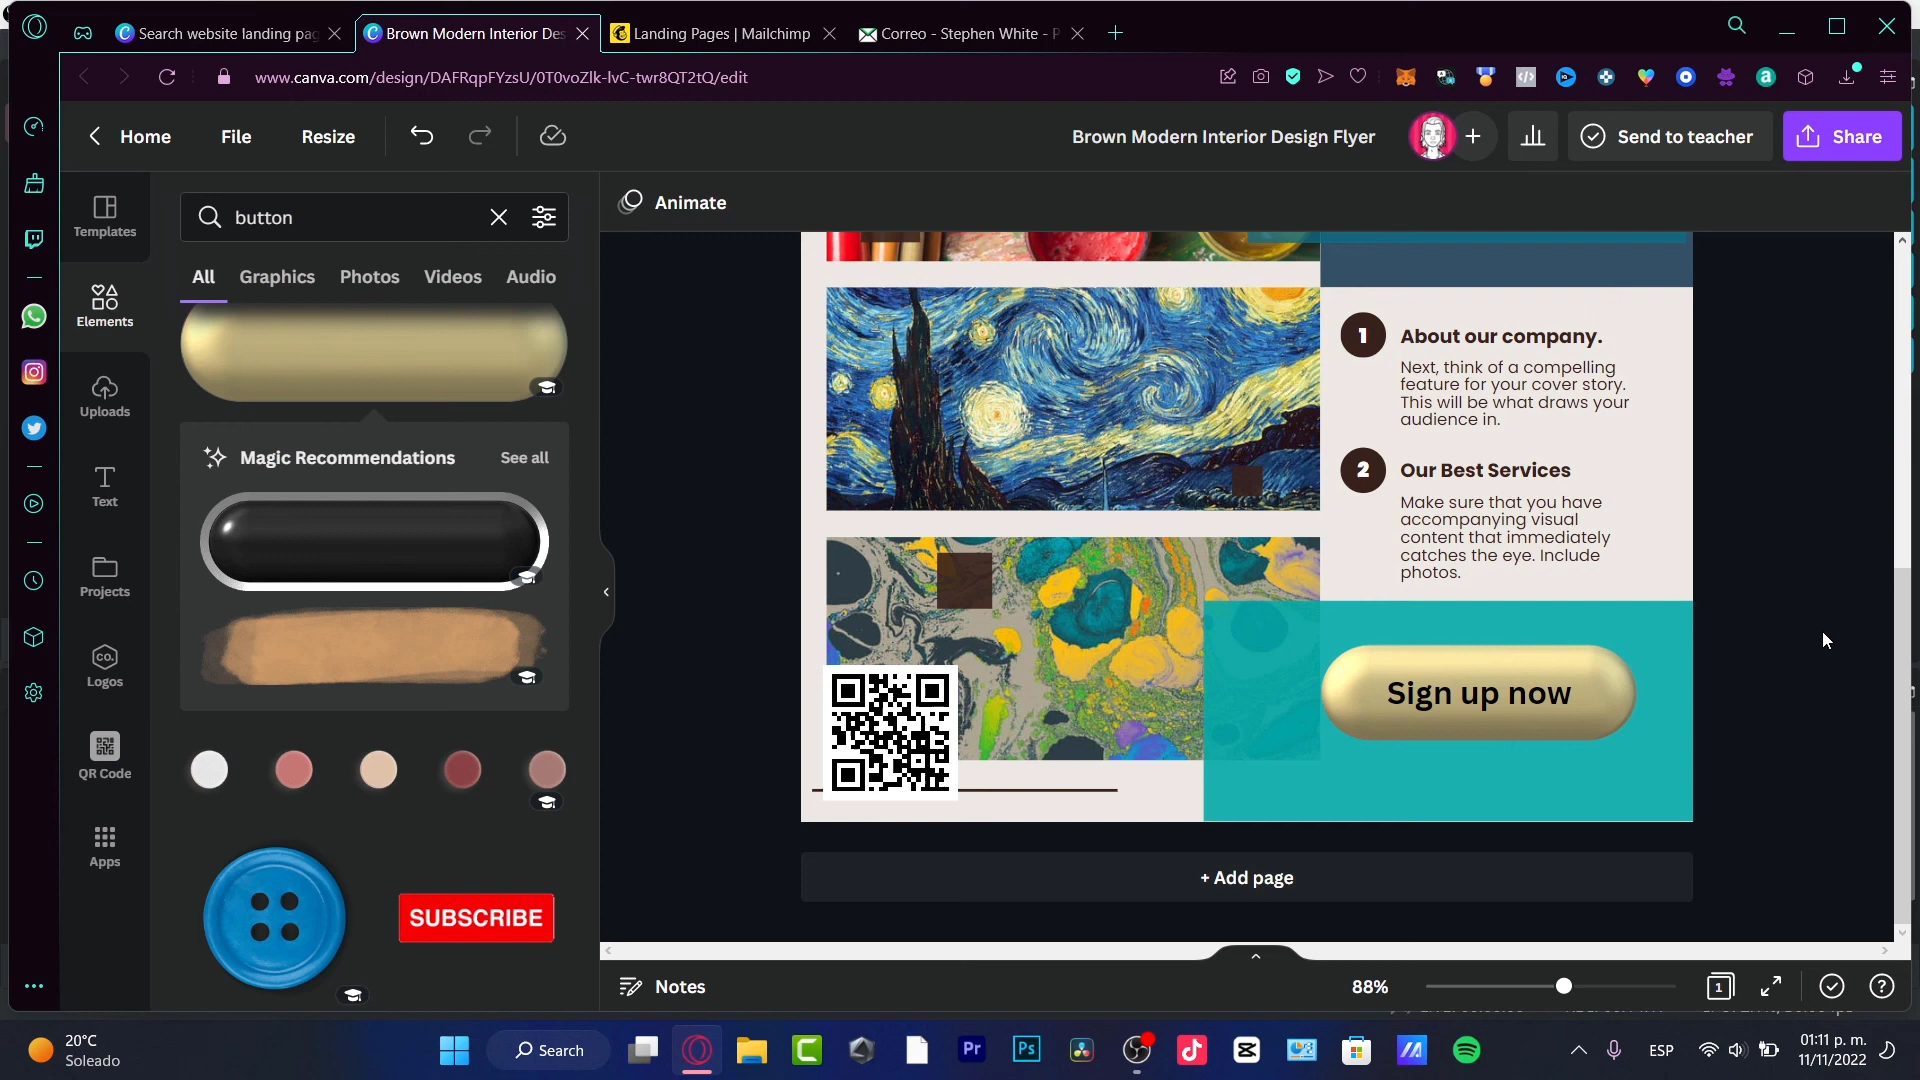 Search website landing pag
Brown Modern Interior Des
Landing Pages | Mailchimp
Correo - Stephen White - P
www.canva.com/design/DAFRqpFYzsU/0T0voZlk-lvC-twr8QT2tQ/edit
Home
File
Resize
Brown Modern Interior Design Flyer
Send to teacher
Share
Templates
Elements
Uploads
Text
Projects
CO.
Logos
QR Code
Apps
button
All
Graphics
Photos
Videos
Audio
Magic Recommendations
See all
SUBSCRIBE
Animate
1
About our company.
Next, think of a compelling
feature for your cover story.
This will be what draws your
audience in.
2
Our Best Services
Make sure that you have
accompanying visual
content that immediately
catches the eye. Include
photos.
Sign up now
+ Add page
Notes
88%
1
20°C
Soleado
Search
Pr
Ps
ESP
01:11 p. m.
11/11/2022